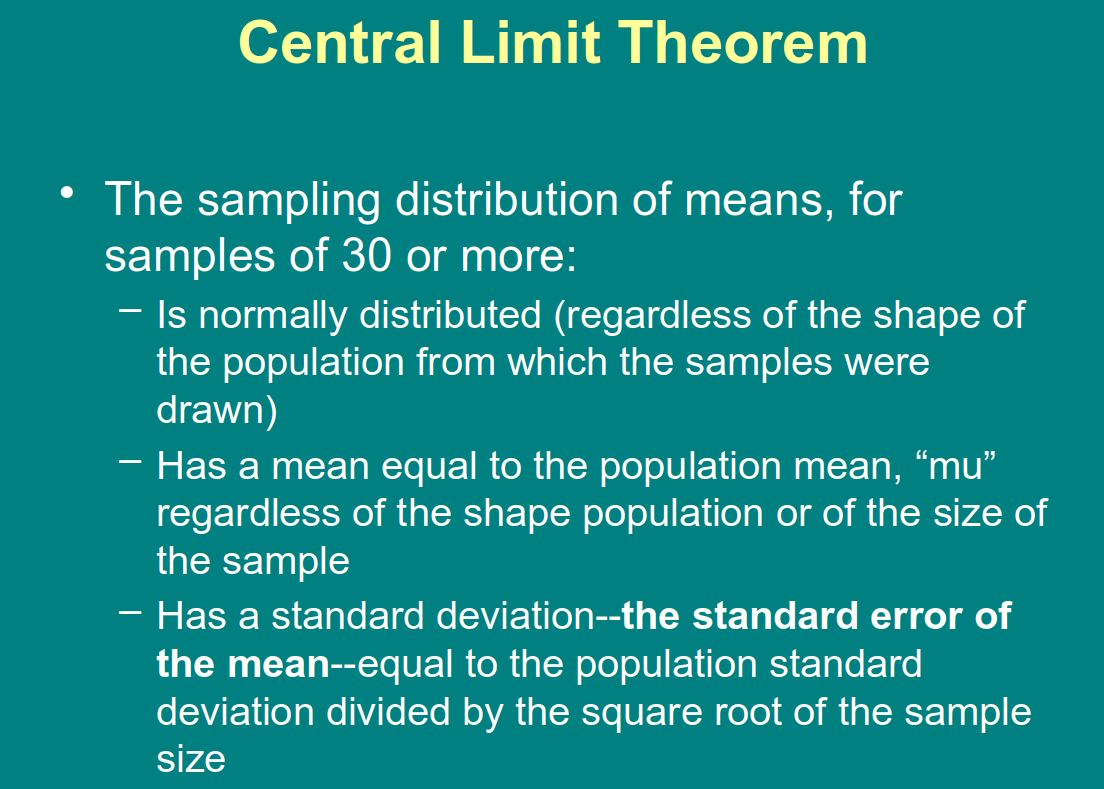 Central Limit Theorem
• The sampling distribution of means, for
samples of 30 or more:
– Is normally distributed (regardless of the shape of
the population from which the samples were
drawn)
– Has a mean equal to the population mean, “mu”
regardless of the shape population or of the size of
the sample
– Has a standard deviation--the standard error of
the mean--equal to the population standard
deviation divided by the square root of the sample
size